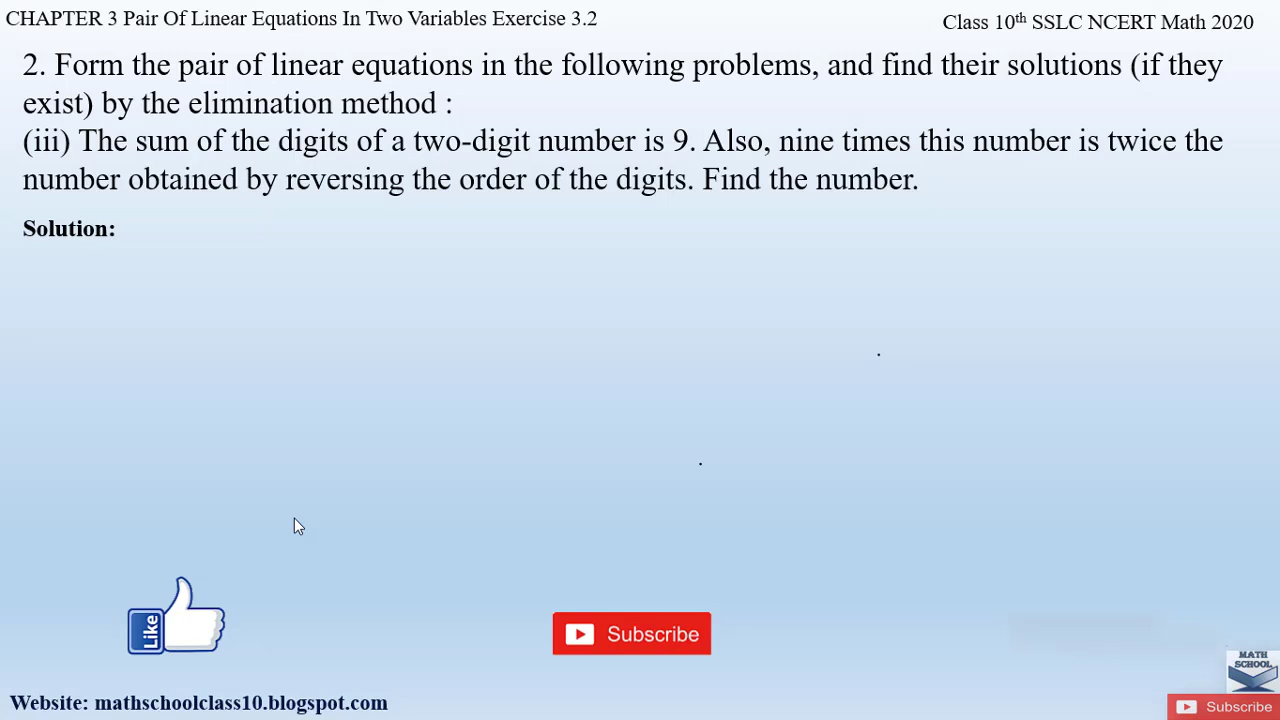 CHAPTER 3 Pair Of Linear Equations In Two Variables Exercise 3.2
Class 10th SSLC NCERT Math 2020
2. Form the pair of linear equations in the following problems, and find their solutions (if they
exist) by the elimination method :
(iii) The sum of the digits of a two-digit number is 9. Also, nine times this number is twice the
number obtained by reversing the order of the digits. Find the number.
Solution:
Like
Subscribe
MATH
SCHOOL
Website: mathschoolclass10.blogspot.com
Subscribe